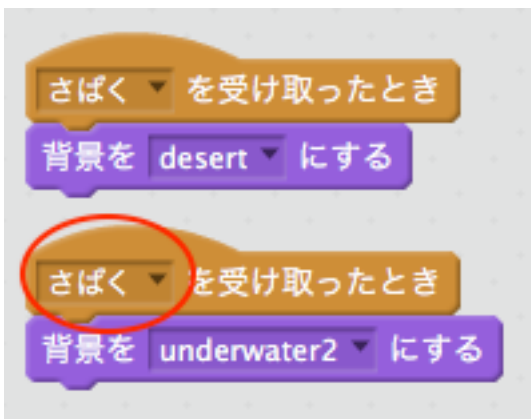 さばく を受け取ったとき
背景を desert にする
さばく を受け取ったとき
背景を underwater2 にする